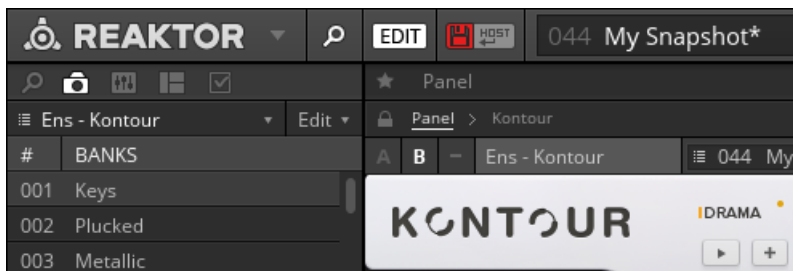 REAKTOR EDIT HOST 044 My Snapshot*
Panel
Ens - Kontour Edit Panel > Kontour
# BANKS A B - Ens - Kontour 044 My
001 Keys
KONTOUR DRAMA
002 Plucked
003 Metallic